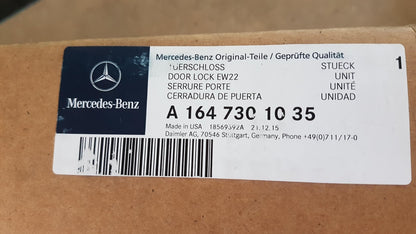 Mercedes-Benz Original-Teile / Geprüfte Qualität 1
TUERSCHLOSS STUECK
DOOR LOCK EW22 UNIT
SERRURE PORTE UNITÉ
CERRADURA DE PUERTA UNIDAD
Mercedes-Benz
A 164 730 10 35
Made in USA 18569392A 21.12.15
Daimler AG, 70546 Stuttgart, Germany, Phone +49(0)711/17-0